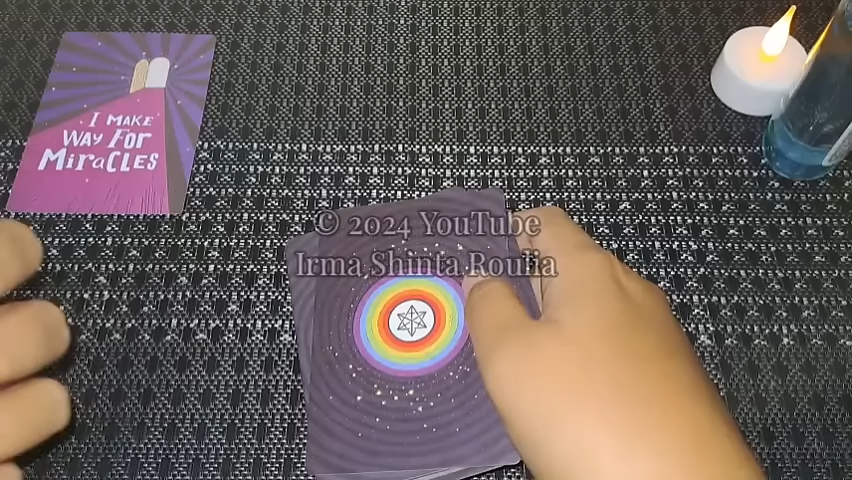 I MAKE
WAY FOR
MIRACLES
© 2024 YouTube
Irma Shinta Roulia